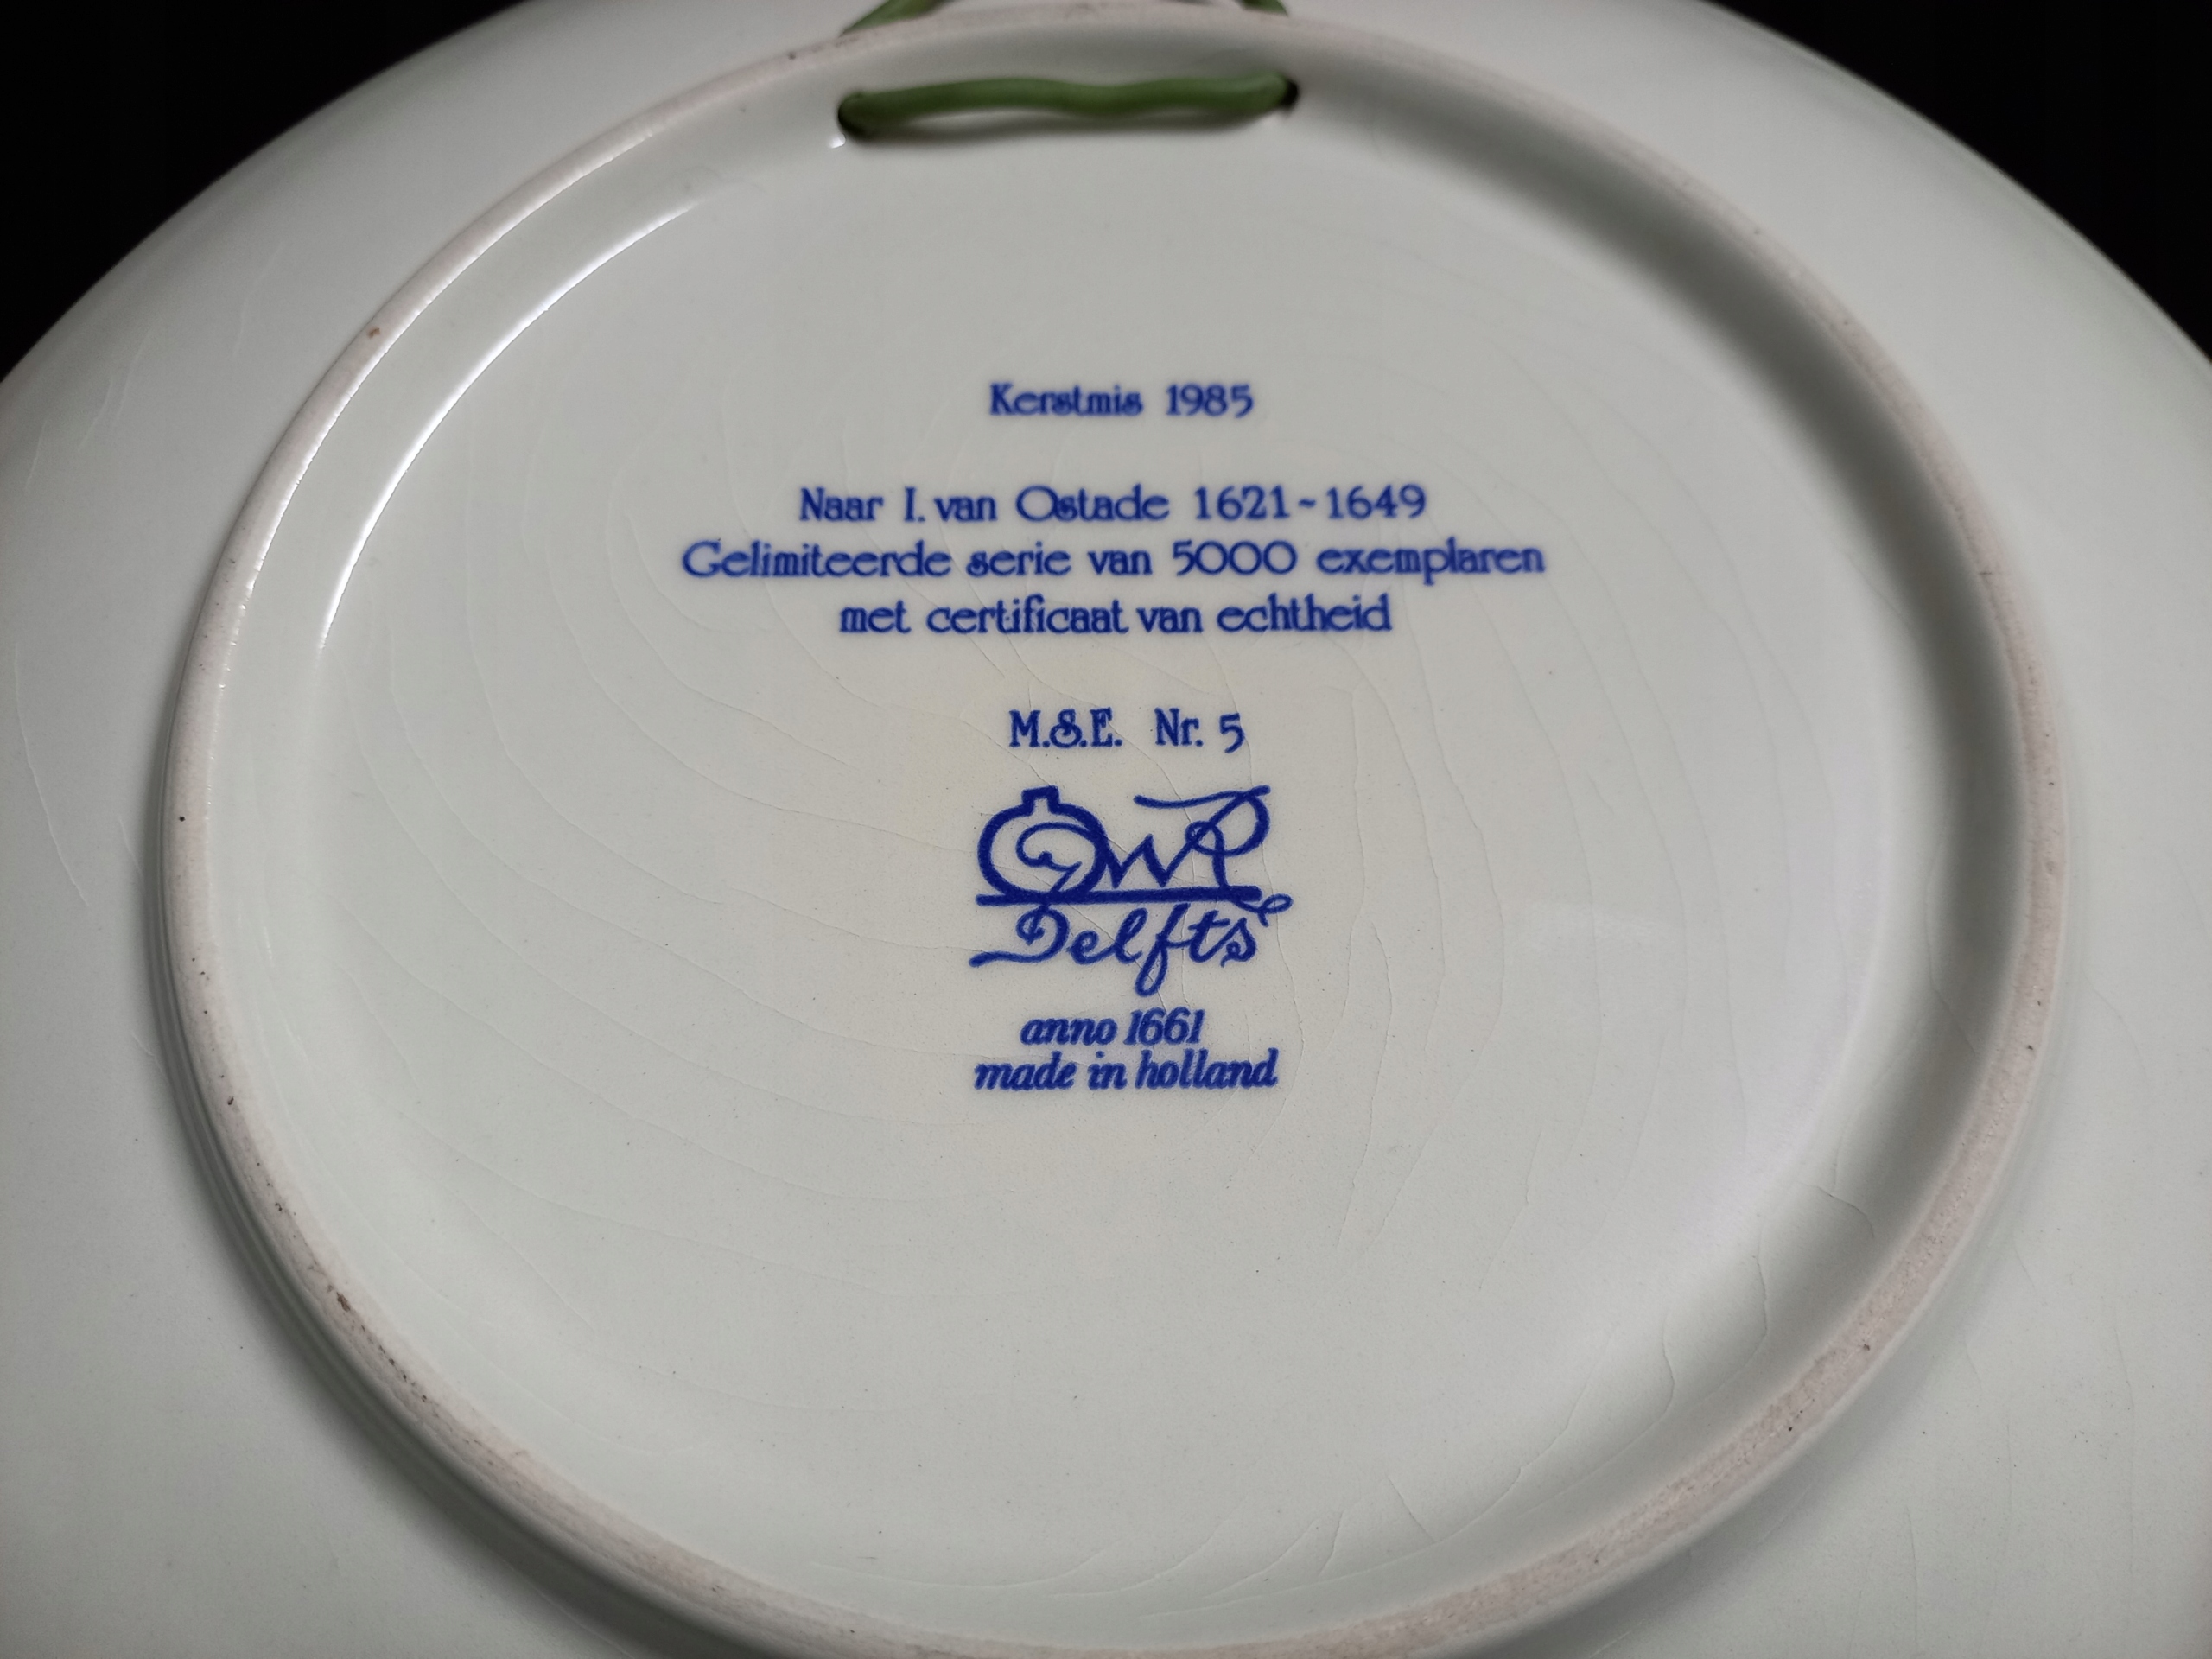 Kerstmis 1985
Naar I. van Ostade 1621~1649
Gelimiteerde serie van 5000 exemplaren
met certificaat van echtheid
M.S.E. Nr. 5
Delfts
anno 1661
made in holland